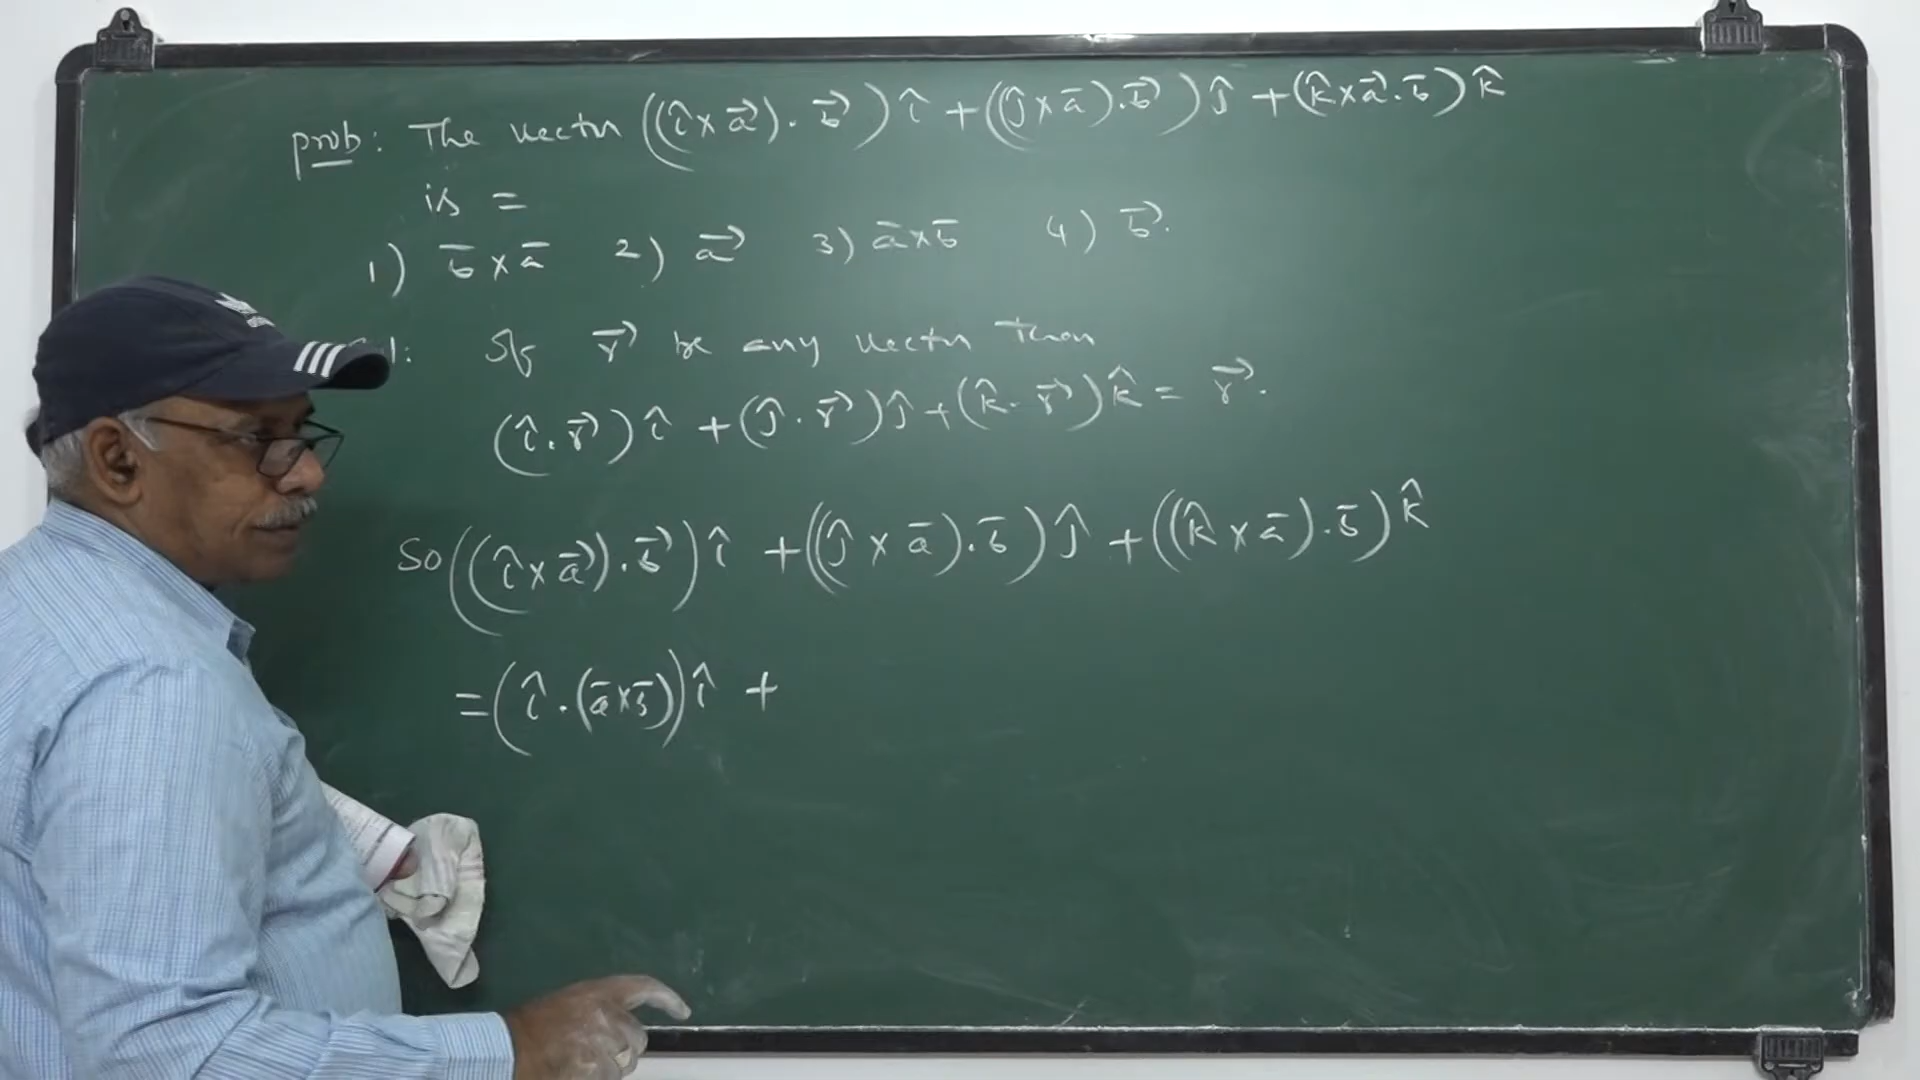 prob: The vector ((î×a⃗).b⃗)î+((ĵ×ā).b̄)ĵ+(k̂×ā.b̄)k̂
is =
1) b̄×ā 2) a⃗ 3) ā×b̄ 4) b⃗.
If r⃗ be any vector then
(î.r⃗)î+(ĵ.r⃗)ĵ+(k̂.r⃗)k̂ = r⃗.
So((î×a⃗).b⃗)î+((ĵ×ā).b̄)ĵ+((k̂×ā).b̄)k̂
=(î.(ā×b̄))î+